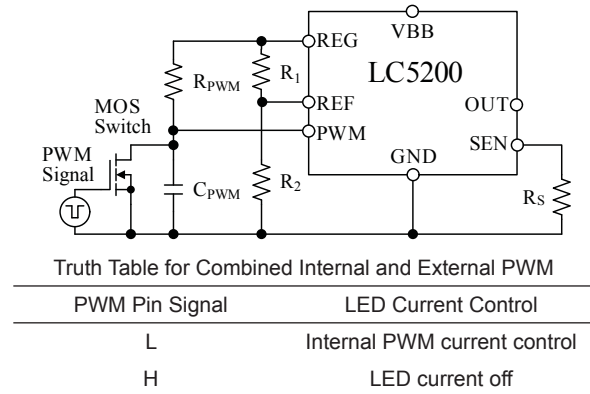 VBB
REG
LC5200
R1
RPWM
MOS
Switch
REF
OUT
PWM
PWM
Signal
GND
SEN
CPWM
R2
RS
Truth Table for Combined Internal and External PWM
PWM Pin Signal LED Current Control
L Internal PWM current control
H LED current off